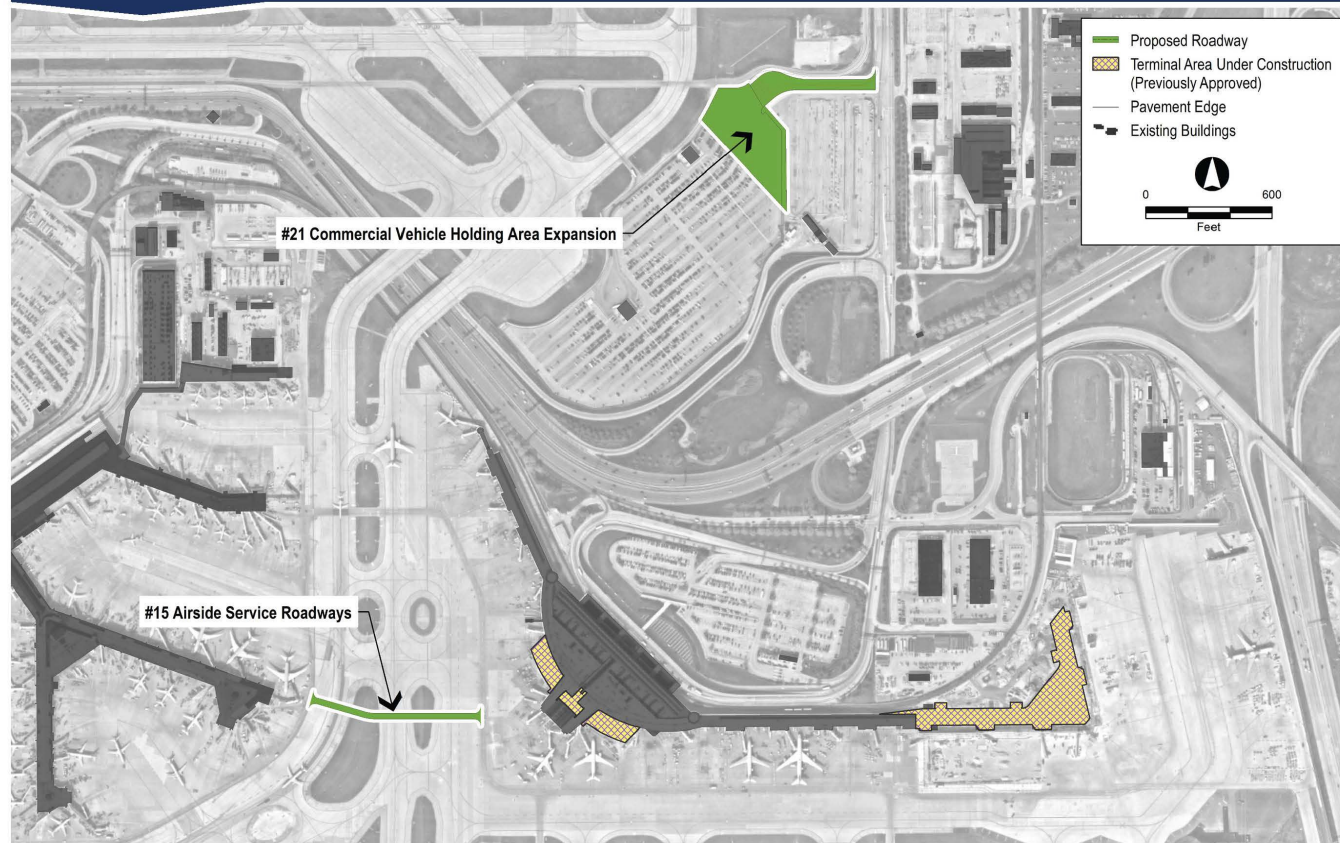 Proposed Roadway
Terminal Area Under Construction
(Previously Approved)
Pavement Edge
Existing Buildings
0 600
Feet
#21 Commercial Vehicle Holding Area Expansion
#15 Airside Service Roadways